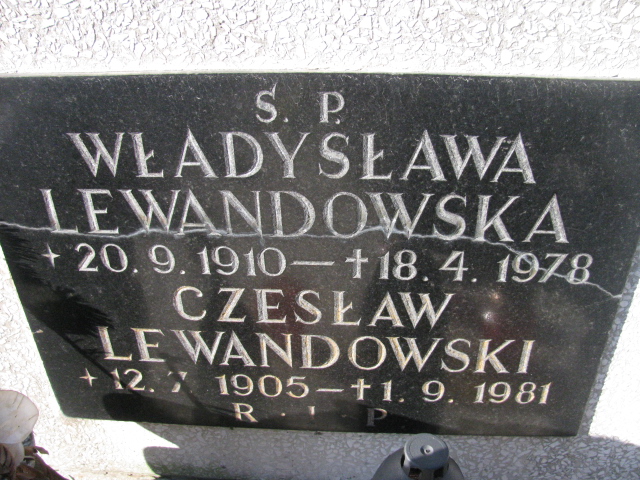 S. P.
WŁADYSŁAWA
LEWANDOWSKA
+ 20. 9. 1910 — † 18. 4. 1978
CZESŁAW
LEWANDOWSKI
+ 12. 7. 1905 — † 1. 9. 1981
R. I. P